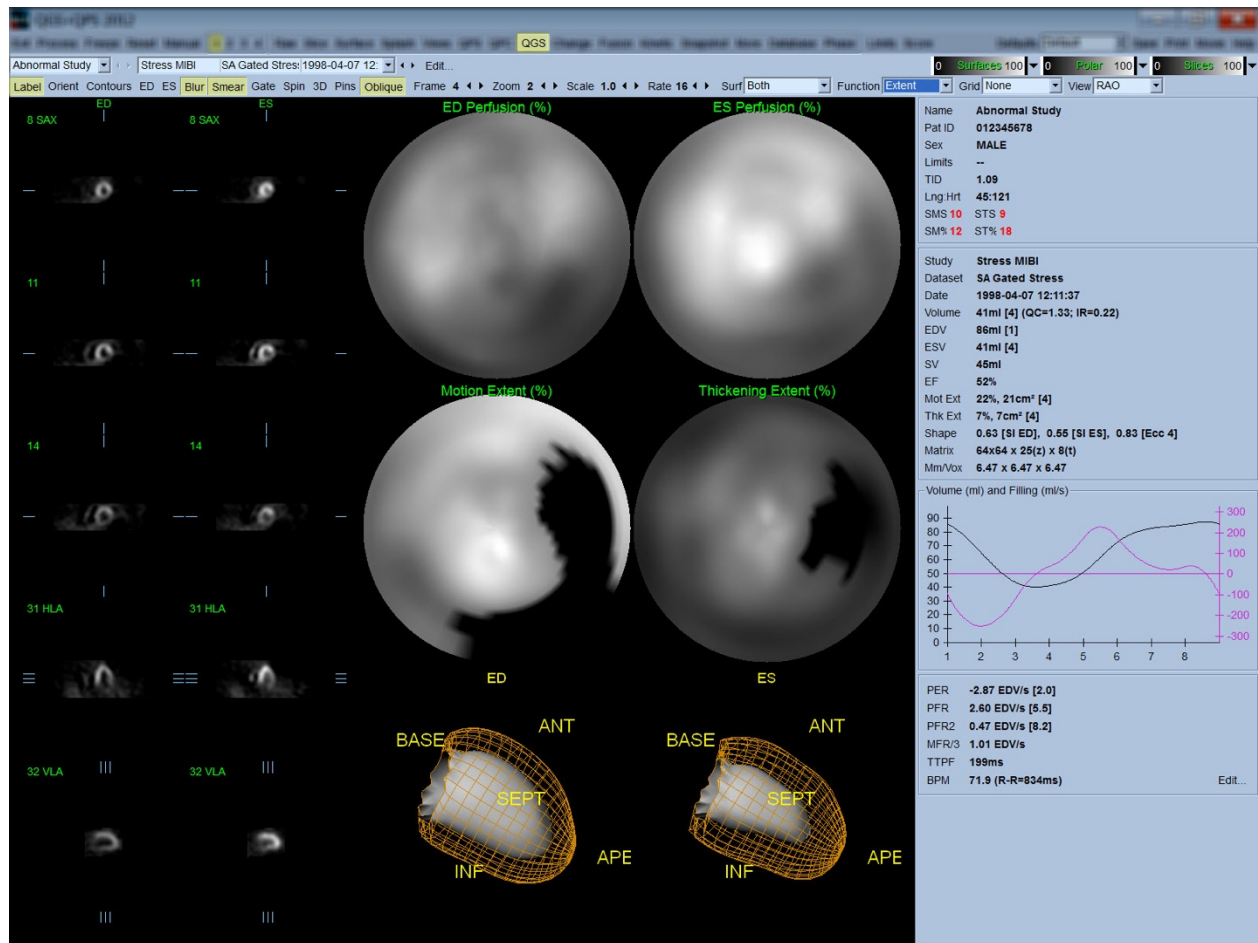 QGS+QPS 2012
QGS
Abnormal Study Stress MIBI SA Gated Stres: 1998-04-07 12: Edit...
0 Surfaces 100 0 Polar 100 0 Slices 100
Label Orient Contours ED ES Blur Smear Gate Spin 3D Pins Oblique Frame 4 Zoom 2 Scale 1.0 Rate 16 Surf Both Function Extent Grid None View RAO
ED ES
8 SAX 8 SAX
11 11
14 14
31 HLA 31 HLA
32 VLA 32 VLA
ED Perfusion (%) ES Perfusion (%)
Motion Extent (%) Thickening Extent (%)
ED ES
BASE ANT SEPT INF APE
BASE ANT SEPT INF APE
Name Abnormal Study
Pat ID 012345678
Sex MALE
Limits --
TID 1.09
Lng:Hrt 45:121
SMS 10 STS 9
SM% 12 ST% 18
Study Stress MIBI
Dataset SA Gated Stress
Date 1998-04-07 12:11:37
Volume 41ml [4] (QC=1.33; IR=0.22)
EDV 86ml [1]
ESV 41ml [4]
SV 45ml
EF 52%
Mot Ext 22%, 21cm² [4]
Thk Ext 7%, 7cm² [4]
Shape 0.63 [SI ED], 0.55 [SI ES], 0.83 [Ecc 4]
Matrix 64x64 x 25(z) x 8(t)
Mm/Vox 6.47 x 6.47 x 6.47
Volume (ml) and Filling (ml/s)
90 80 70 60 50 40 30 20 10 0
300 200 100 0 -100 -200 -300
1 2 3 4 5 6 7 8
PER -2.87 EDV/s [2.0]
PFR 2.60 EDV/s [5.5]
PFR2 0.47 EDV/s [8.2]
MFR/3 1.01 EDV/s
TTPF 199ms
BPM 71.9 (R-R=834ms) Edit...